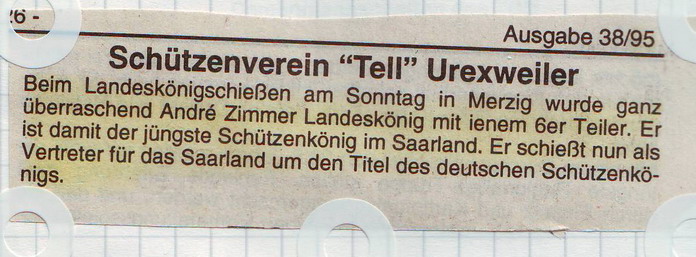 26 -
Ausgabe 38/95
Schützenverein “Tell” Urexweiler
Beim Landeskönigschießen am Sonntag in Merzig wurde ganz
überraschend André Zimmer Landeskönig mit ienem 6er Teiler. Er
ist damit der jüngste Schützenkönig im Saarland. Er schießt nun als
Vertreter für das Saarland um den Titel des deutschen Schützenkö-
nigs.